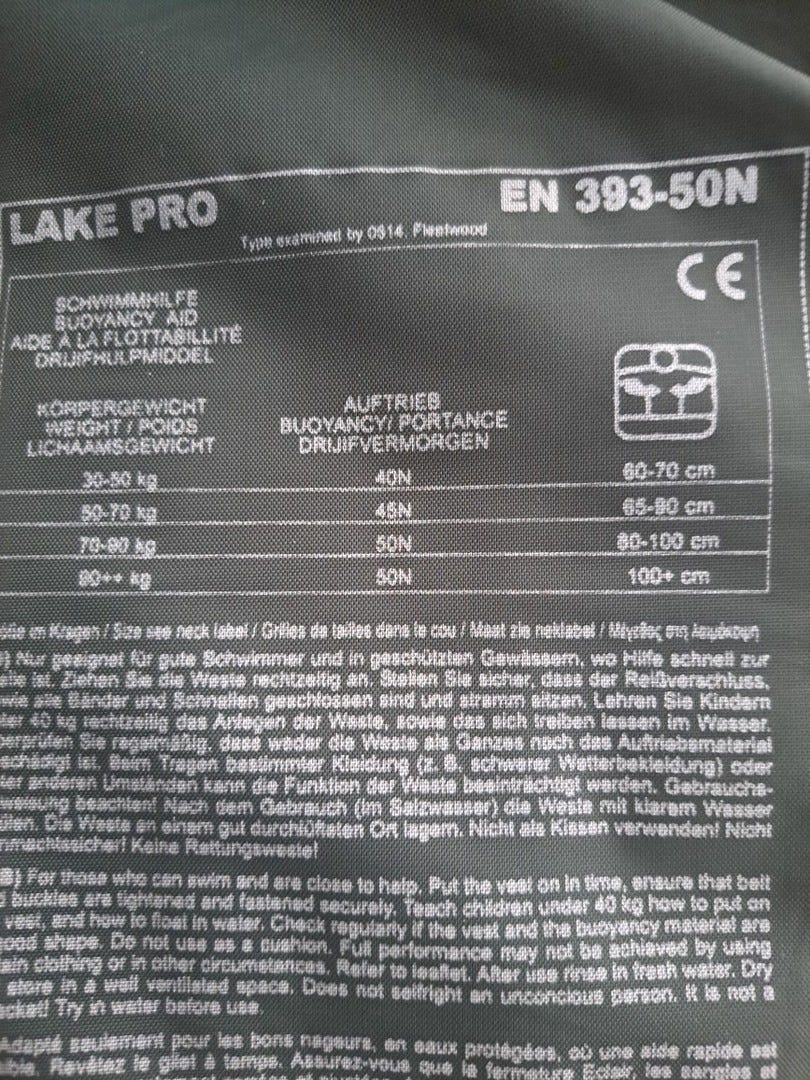 LAKE PRO
EN 393-50N
Type examined by 0514. Fleetwood
CE
SCHWIMMHILFE
BUOYANCY AID
AIDE A LA FLOTTABILLITÉ
DRIJFHULPMIDDEL
KÖRPERGEWICHT
WEIGHT / POIDS
LICHAAMSGEWICHT
AUFTRIEB
BUOYANCY/ PORTANCE
DRIJFVERMORGEN
30-50 kg 40N 60-70 cm
50-70 kg 45N
70-90 kg 50N 80-100 cm
50N 100+ cm
Kragen / Size see neck label / Grilles de tailles dans le cou / Maat zie neklabel / Μέγεθος στη
Nur geeignet für gute Schwimmer und in geschützten Gewässern, wo Hilfe schnell zur
ist. Ziehen Sie die Weste rechtzeitig an. Stellen Sie sicher, dass der Reißverschluss,
alle Bänder und Schnallen geschlossen sind und stramm sitzen. Lehren Sie Kindern
40 kg rechtzeitig das Anlegen der Weste, sowie das sich treiben lassen im Wasser.
Sie regelmäßig, dass weder die Weste als Ganzes noch das Auftriebsmaterial
ist. Beim Tragen bestimmter Kleidung (z. B. schwerer Wetterbekleidung) oder
anderen Umständen kann die Funktion der Weste beeinträchtigt werden. Gebrauchs-
beachten! Nach dem Gebrauch (im Salzwasser) die Weste mit klarem Wasser
Die Weste an einem gut durchlüfteten Ort lagern. Nicht als Kissen verwenden! Nicht
Keine Rettungsweste!
For those who can swim and are close to help. Put the vest on in time, ensure that belt
buckles are tightened and fastened securely. Teach children under 40 kg how to put on
vest, and how to float in water. Check regularly if the vest and the buoyancy material are
shape. Do not use as a cushion. Full performance may not be achieved by using
clothing or in other circumstances. Refer to leaflet. After use rinse in fresh water. Dry
store in a well ventilated space. Does not selfright an unconcious person. It is not a
Try in water before use.
Adapté seulement pour les bons nageurs, en eaux protégées, où une aide rapide est
Revêtez le gilet à temps. Assurez-vous que la fermeture Eclair, les sangles et